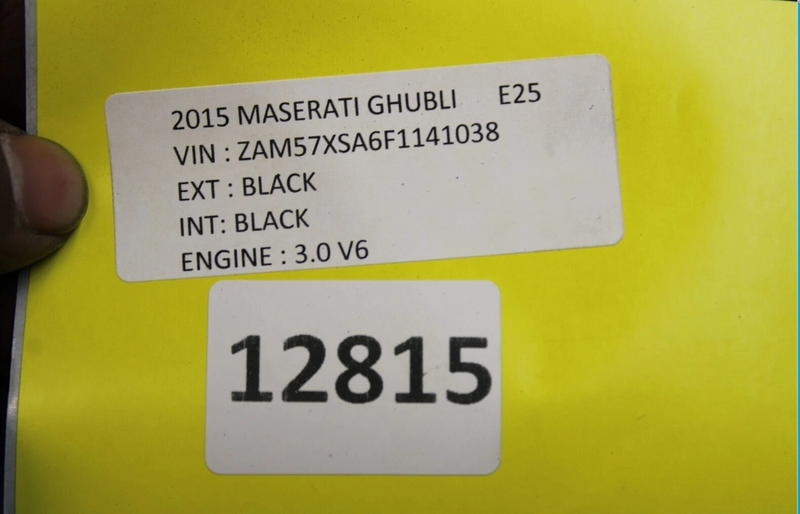 2015 MASERATI GHUBLI E25
VIN : ZAM57XSA6F1141038
EXT : BLACK
INT: BLACK
ENGINE : 3.0 V6
12815